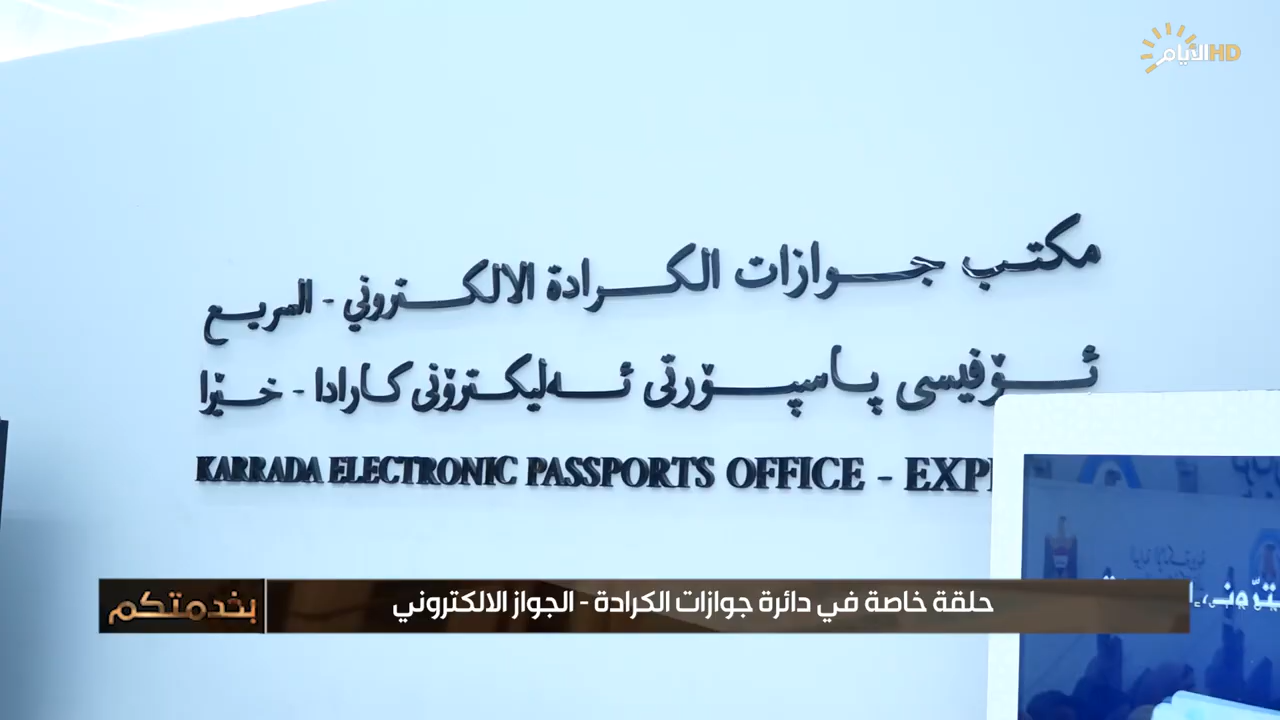 الأيام HD
مكتب جوازات الكرادة الالكتروني - السريع
ئۆفیسی پاسپۆرتی ئەلیکترۆنی کارادا - خێرا
KARRADA ELECTRONIC PASSPORTS OFFICE - EXP
حلقة خاصة في دائرة جوازات الكرادة - الجواز الالكتروني
بخدمتكم